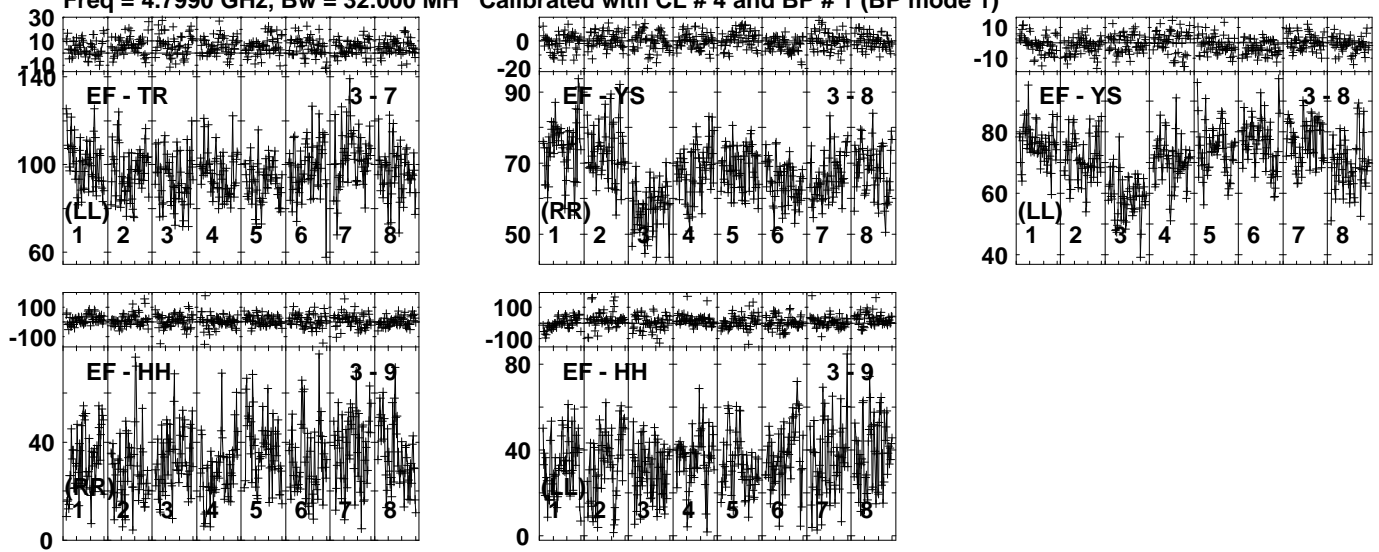 Freq = 4.7990 GHz, Bw = 32.000 MH Calibrated with CL # 4 and BP # 1 (BP mode 1)
30
10
-10
140
100
60
EF - TR 3 - 7
(LL)
1 2 3 4 5 6 7 8
0
-20
90
70
50
EF - YS 3 - 8
(RR)
1 2 3 4 5 6 7 8
10
-10
80
60
40
EF - YS 3 - 8
(LL)
1 2 3 4 5 6 7 8
100
-100
40
0
EF - HH 3 - 9
(RR)
1 2 3 4 5 6 7 8
100
-100
80
40
0
EF - HH 3 - 9
(LL)
1 2 3 4 5 6 7 8